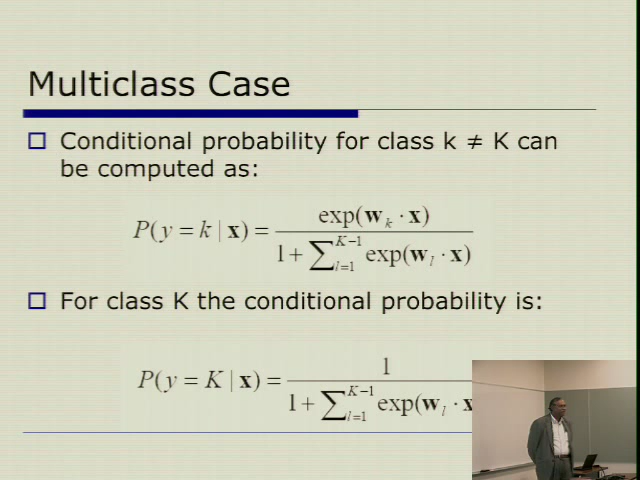 Multiclass Case
Conditional probability for class k ≠ K can
be computed as:
P(y = k | x) = exp(w_k · x) / (1 + ∑_{l=1}^{K−1} exp(w_l · x))
For class K the conditional probability is:
P(y = K | x) = 1 / (1 + ∑_{l=1}^{K−1} exp(w_l · x